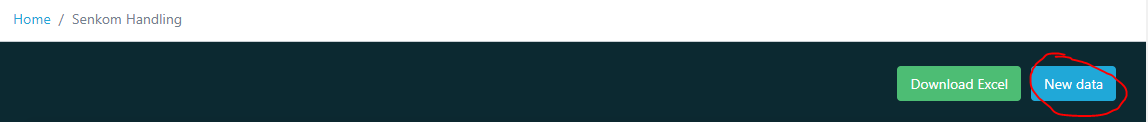 Home / Senkom Handling
Download Excel New data